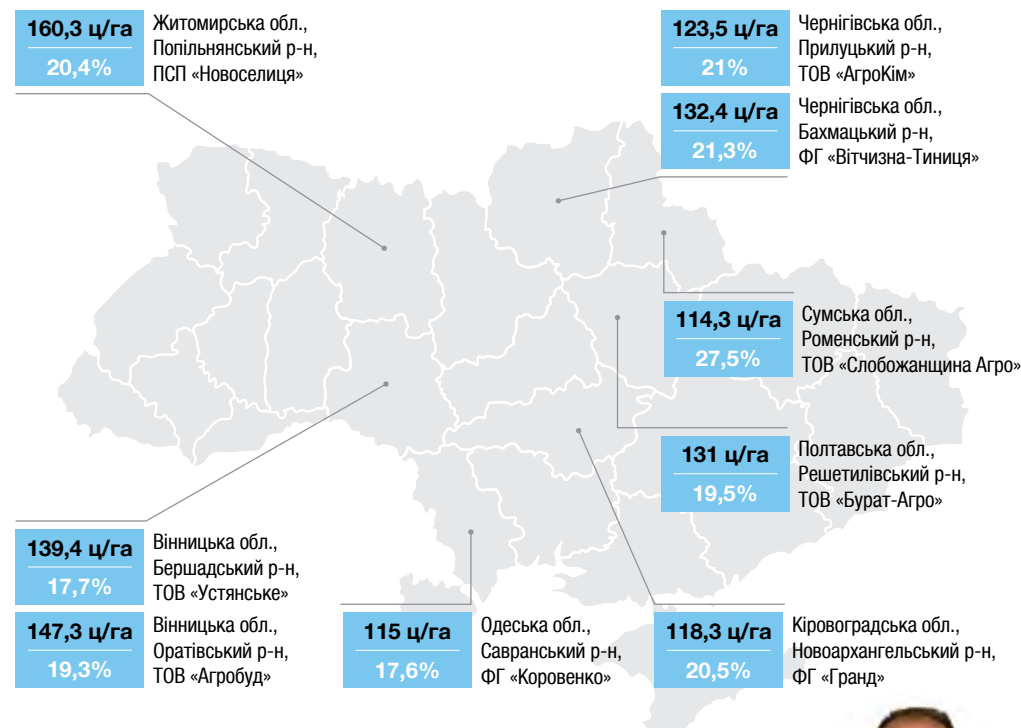 160,3 ц/га
20,4%
Житомирська обл.,
Попільнянський р-н,
ПСП «Новоселиця»
123,5 ц/га
21%
Чернігівська обл.,
Прилуцький р-н,
ТОВ «АгроКім»
132,4 ц/га
21,3%
Чернігівська обл.,
Бахмацький р-н,
ФГ «Вітчизна-Тиниця»
114,3 ц/га
27,5%
Сумська обл.,
Роменський р-н,
ТОВ «Слобожанщина Агро»
131 ц/га
19,5%
Полтавська обл.,
Решетилівський р-н,
ТОВ «Бурат-Агро»
139,4 ц/га
17,7%
Вінницька обл.,
Бершадський р-н,
ТОВ «Устянське»
147,3 ц/га
19,3%
Вінницька обл.,
Оратівський р-н,
ТОВ «Агробуд»
115 ц/га
17,6%
Одеська обл.,
Савранський р-н,
ФГ «Коровенко»
118,3 ц/га
20,5%
Кіровоградська обл.,
Новоархангельський р-н,
ФГ «Гранд»